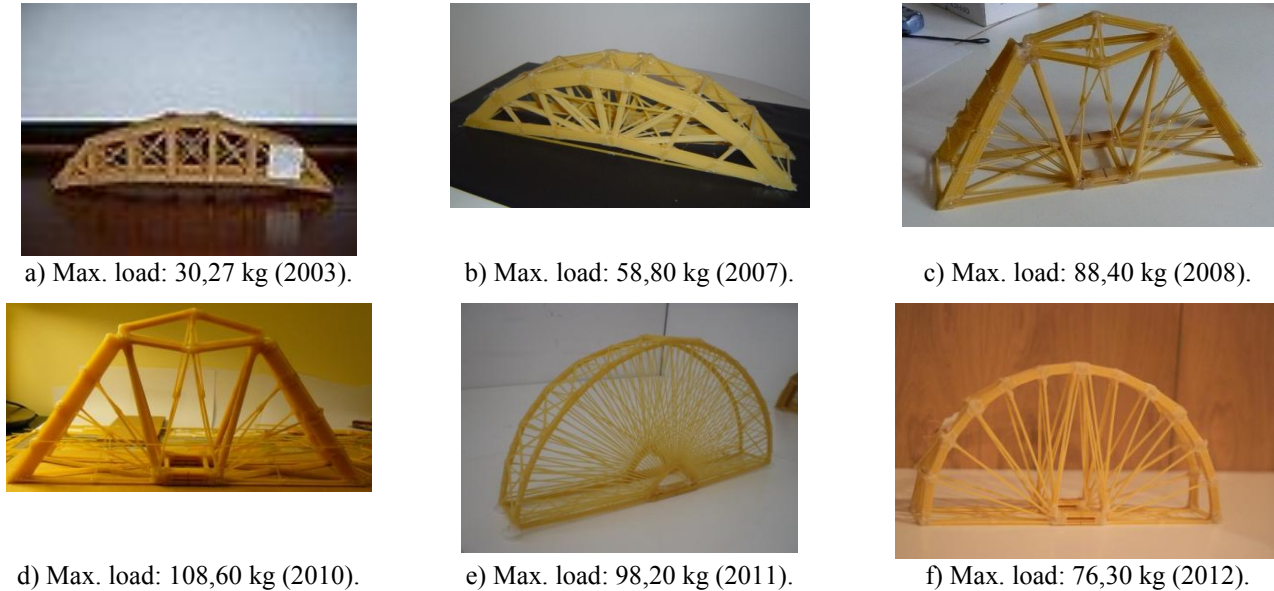 a) Max. load: 30,27 kg (2003).
b) Max. load: 58,80 kg (2007).
c) Max. load: 88,40 kg (2008).
d) Max. load: 108,60 kg (2010).
e) Max. load: 98,20 kg (2011).
f) Max. load: 76,30 kg (2012).